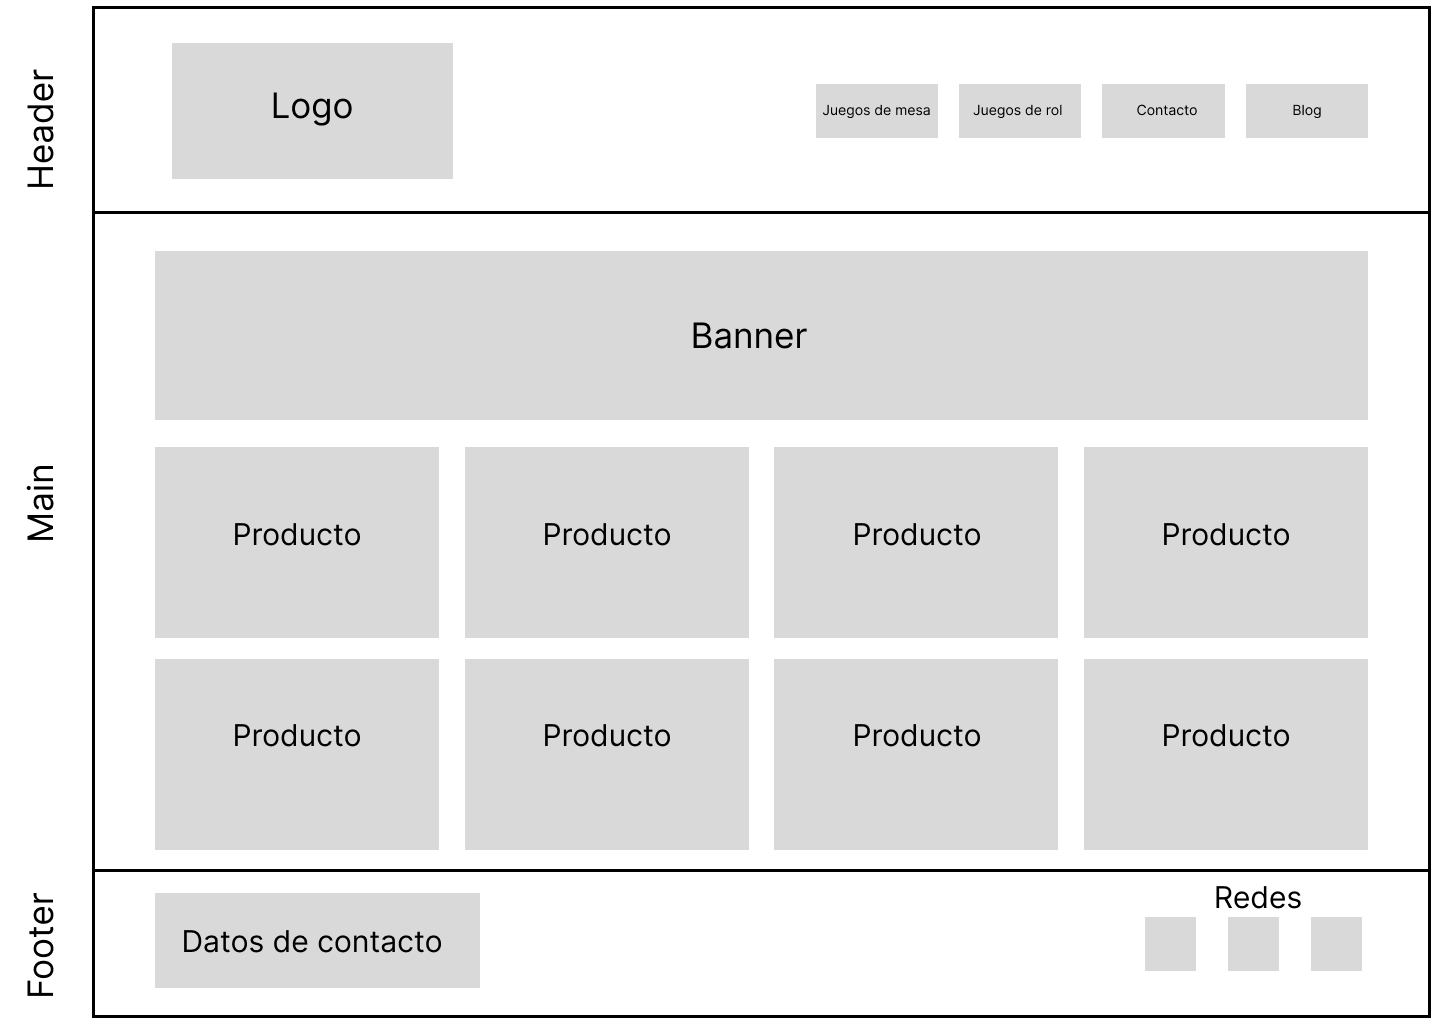 Header
Logo
Juegos de mesa
Juegos de rol
Contacto
Blog
Main
Banner
Producto
Producto
Producto
Producto
Producto
Producto
Producto
Producto
Footer
Datos de contacto
Redes